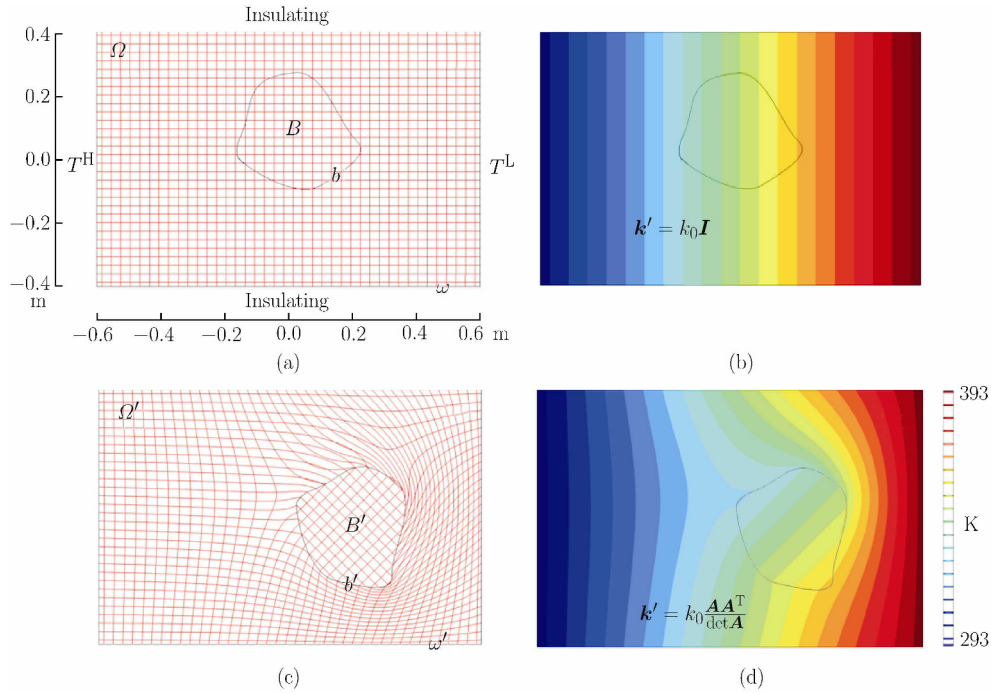 Insulating
0.4
0.2
0.0
−0.2
−0.4
m
Ω
B
b
T^H
T^L
ω
Insulating
−0.6 −0.4 −0.2 0.0 0.2 0.4 0.6 m
(a)
k′ = k₀I
(b)
Ω′
B′
b′
ω′
(c)
k′ = k₀ AA^T/detA
(d)
393
K
293